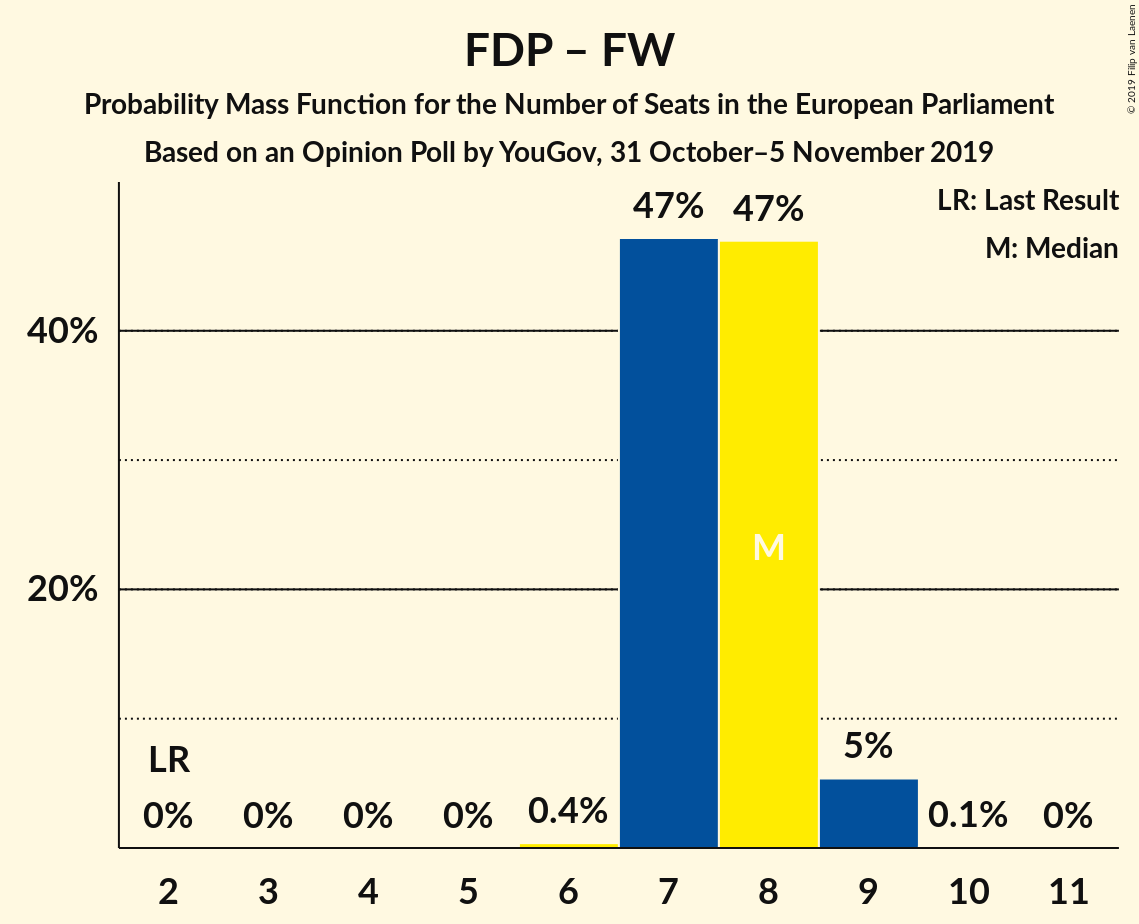 FDP – FW
Probability Mass Function for the Number of Seats in the European Parliament
Based on an Opinion Poll by YouGov, 31 October–5 November 2019
© 2019 Filip van Laenen
LR: Last Result
M: Median
47%
47%
40%
M
20%
LR
5%
0%
0%
0%
0%
0.4%
0.1%
0%
2
3
4
5
6
7
8
9
10
11